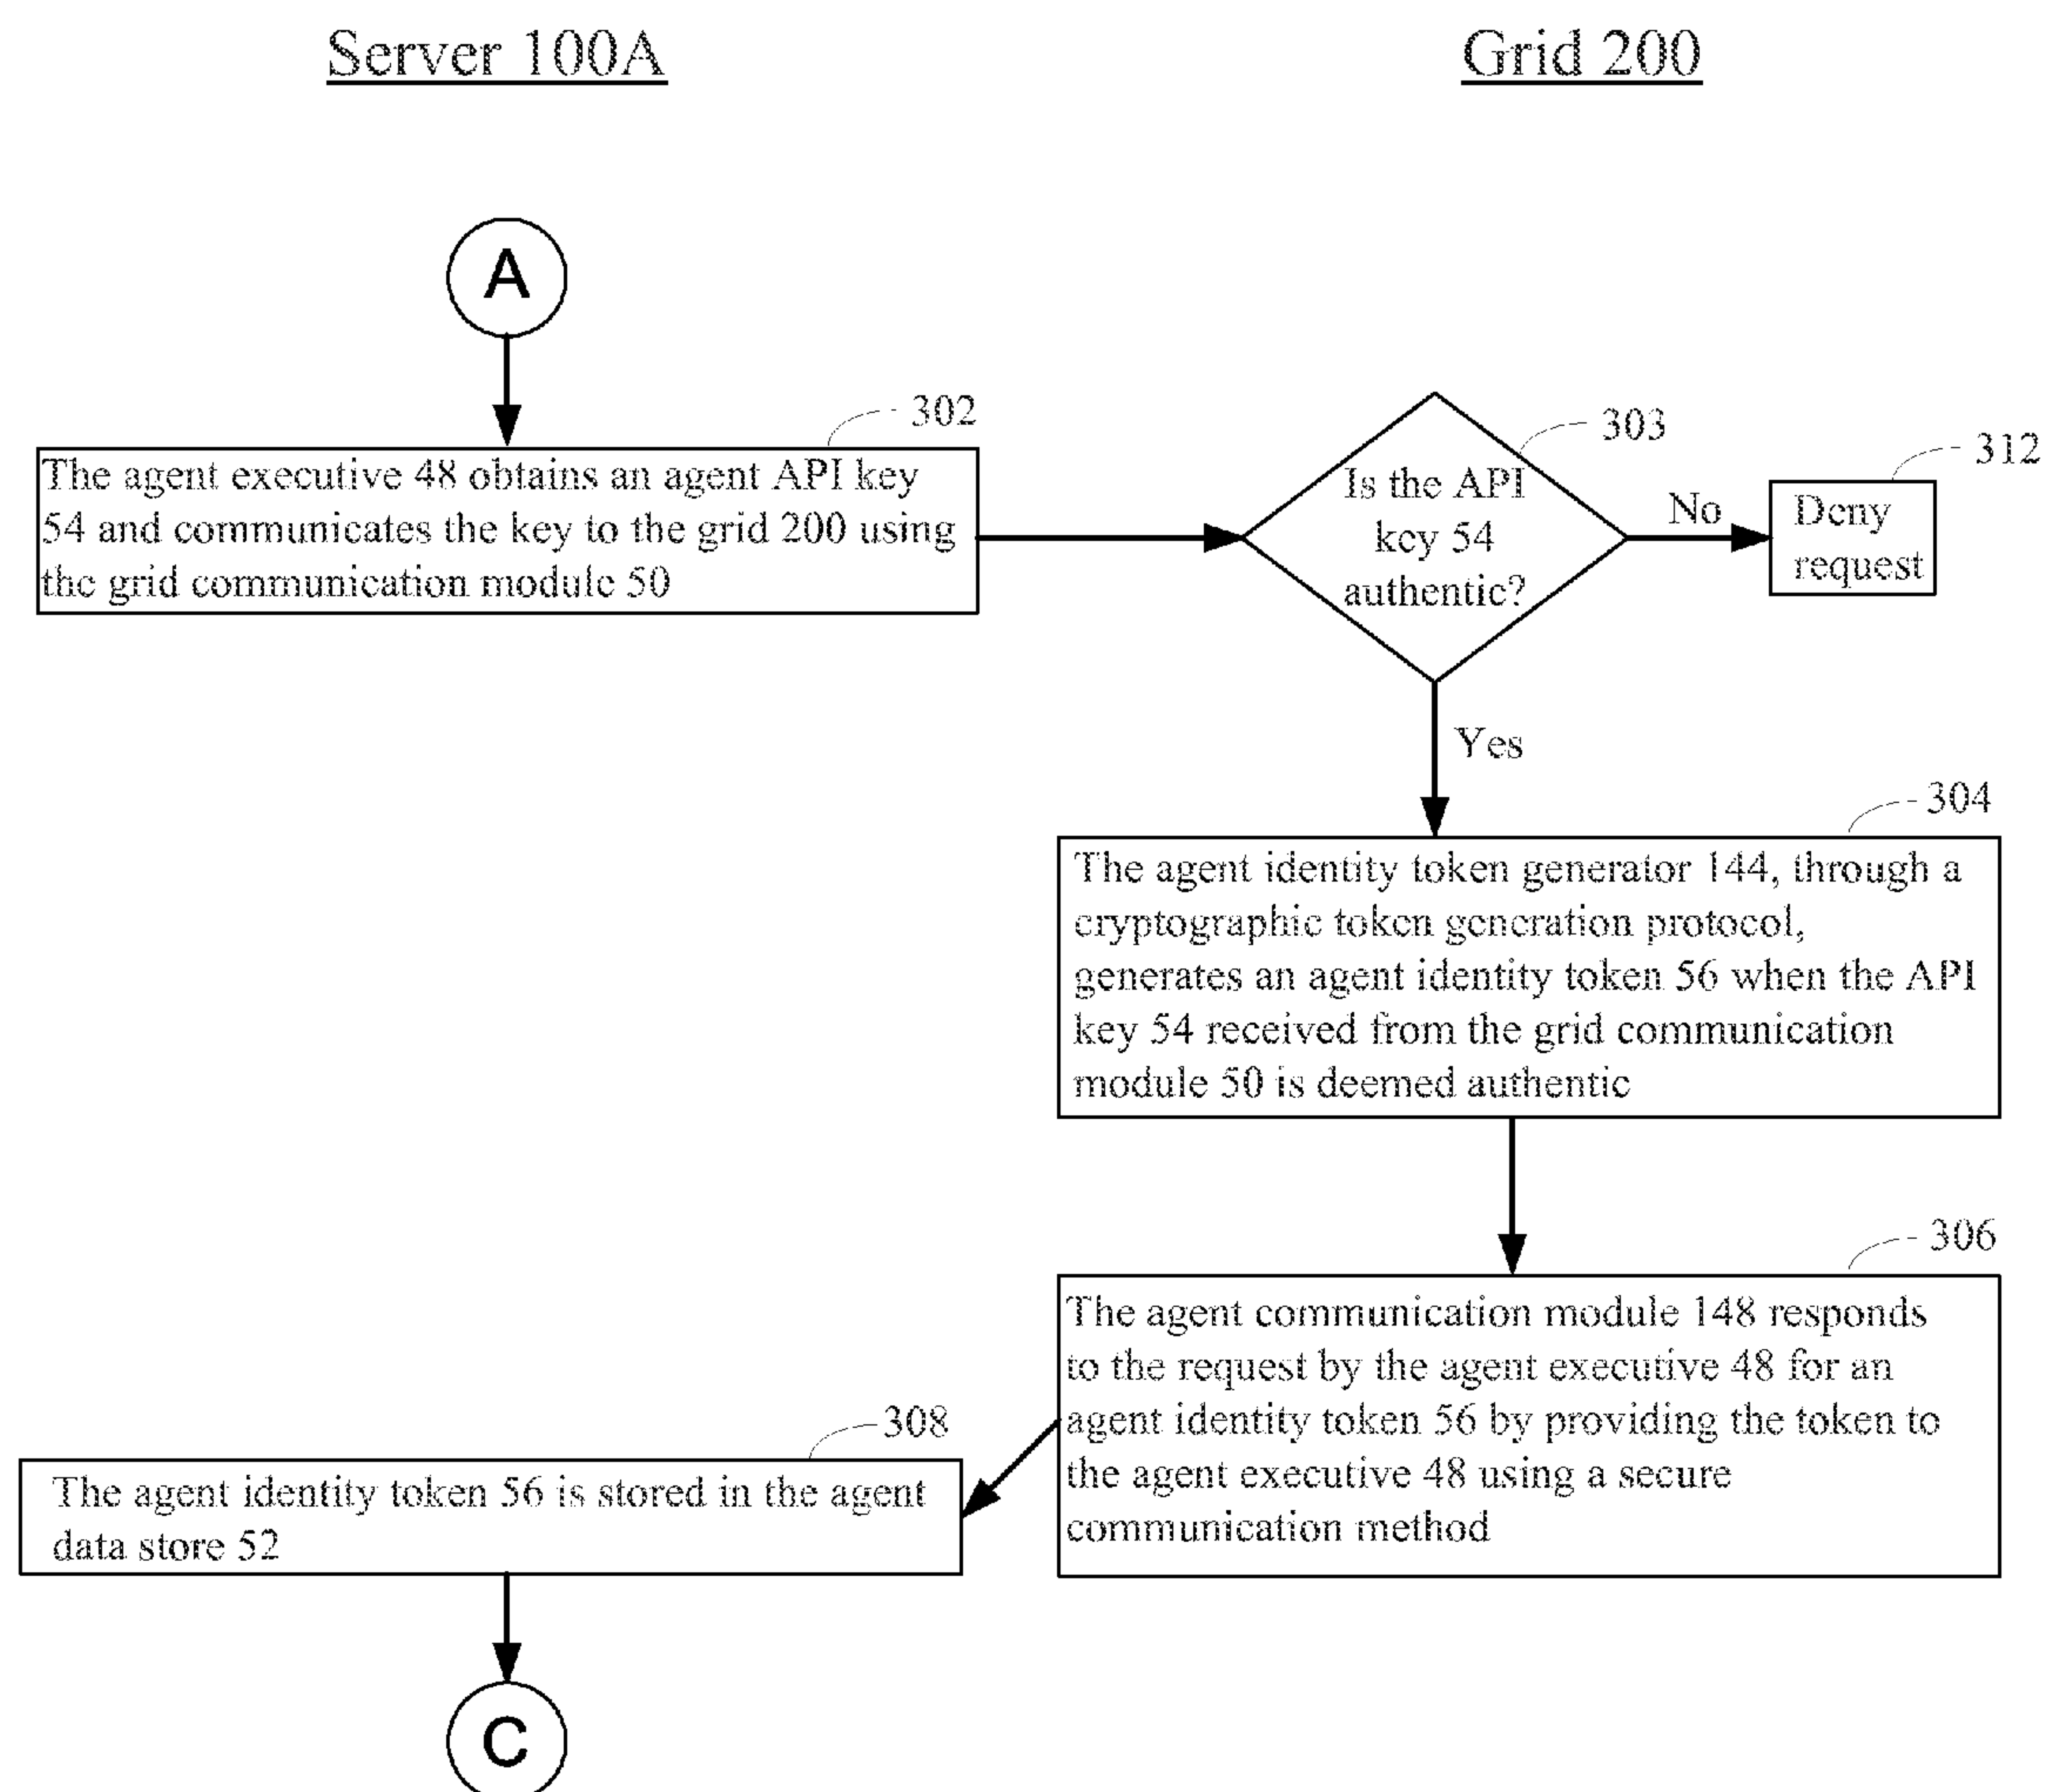 Server 100A
Grid 200
A
302
The agent executive 48 obtains an agent API key
54 and communicates the key to the grid 200 using
the grid communication module 50
303
Is the API
key 54
authentic?
No
312
Deny
request
Yes
304
The agent identity token generator 144, through a
cryptographic token generation protocol,
generates an agent identity token 56 when the API
key 54 received from the grid communication
module 50 is deemed authentic
306
The agent communication module 148 responds
to the request by the agent executive 48 for an
agent identity token 56 by providing the token to
the agent executive 48 using a secure
communication method
308
The agent identity token 56 is stored in the agent
data store 52
C